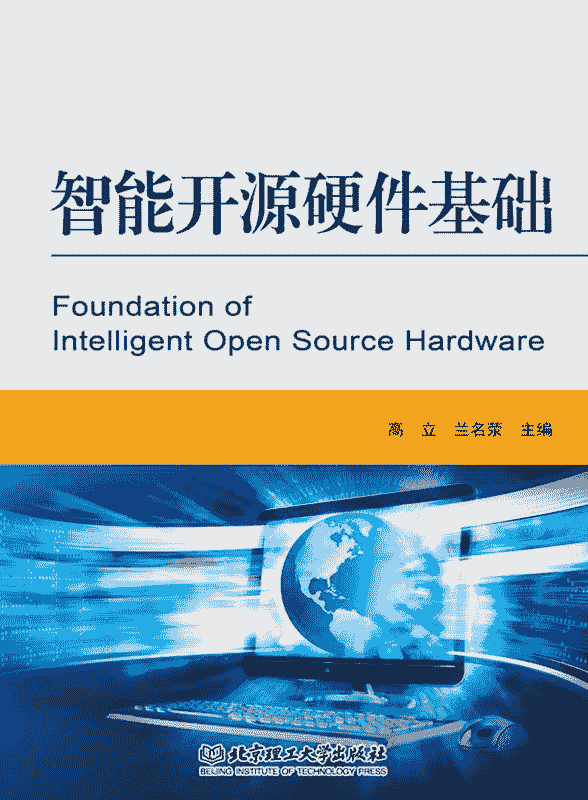 智能开源硬件基础
Foundation of
Intelligent Open Source Hardware
高 立 兰名荥 主编
北京理工大学出版社
BEIJING INSTITUTE OF TECHNOLOGY PRESS